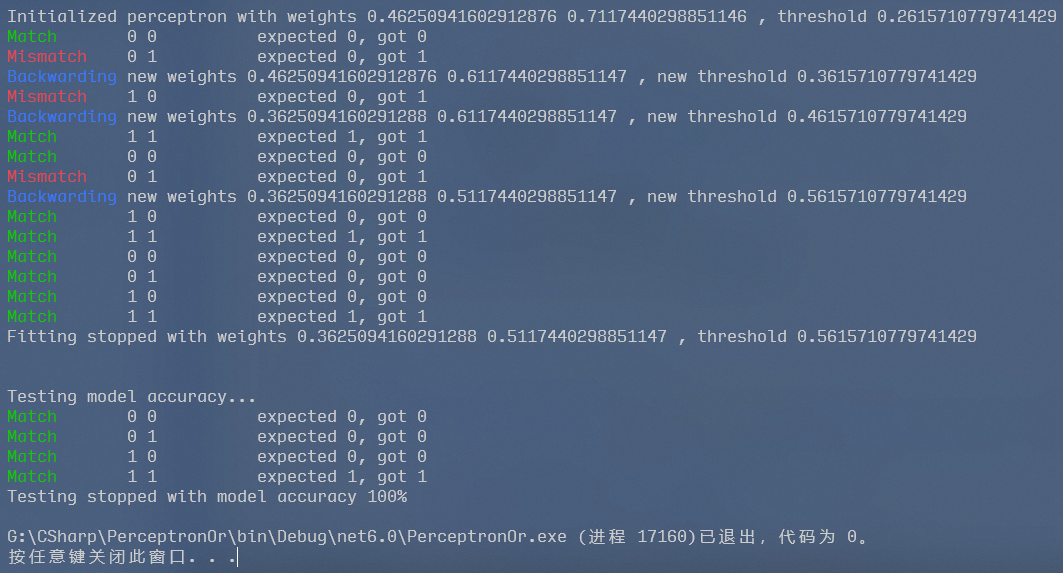 Initialized perceptron with weights 0.46250941602912876 0.7117440298851146 , threshold 0.2615710779741429
Match 0 0 expected 0, got 0
Mismatch 0 1 expected 0, got 1
Backwarding new weights 0.46250941602912876 0.6117440298851147 , new threshold 0.3615710779741429
Mismatch 1 0 expected 0, got 1
Backwarding new weights 0.3625094160291288 0.6117440298851147 , new threshold 0.4615710779741429
Match 1 1 expected 1, got 1
Match 0 0 expected 0, got 0
Mismatch 0 1 expected 0, got 1
Backwarding new weights 0.3625094160291288 0.5117440298851147 , new threshold 0.5615710779741429
Match 1 0 expected 0, got 0
Match 1 1 expected 1, got 1
Match 0 0 expected 0, got 0
Match 0 1 expected 0, got 0
Match 1 0 expected 0, got 0
Match 1 1 expected 1, got 1
Fitting stopped with weights 0.3625094160291288 0.5117440298851147 , threshold 0.5615710779741429
Testing model accuracy...
Match 0 0 expected 0, got 0
Match 0 1 expected 0, got 0
Match 1 0 expected 0, got 0
Match 1 1 expected 1, got 1
Testing stopped with model accuracy 100%
G:\CSharp\PerceptronOr\bin\Debug\net6.0\PerceptronOr.exe (进程 17160)已退出，代码为 0。
按任意键关闭此窗口. . .